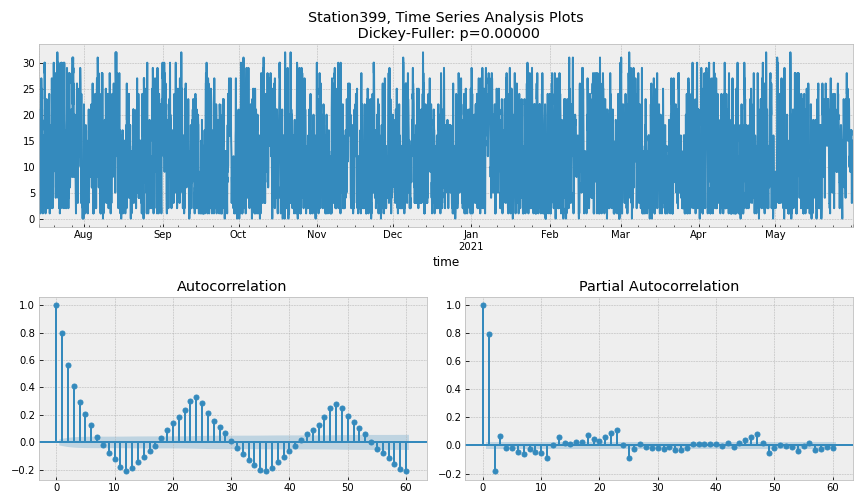 Station399, Time Series Analysis Plots
Dickey-Fuller: p=0.00000
30
25
20
15
10
5
0
Aug Sep Oct Nov Dec Jan Feb Mar Apr May
2021
time
Autocorrelation Partial Autocorrelation
1.0 1.0
0.8 0.8
0.6 0.6
0.4 0.4
0.2 0.2
0.0 0.0
−0.2 −0.2
0 10 20 30 40 50 60 0 10 20 30 40 50 60